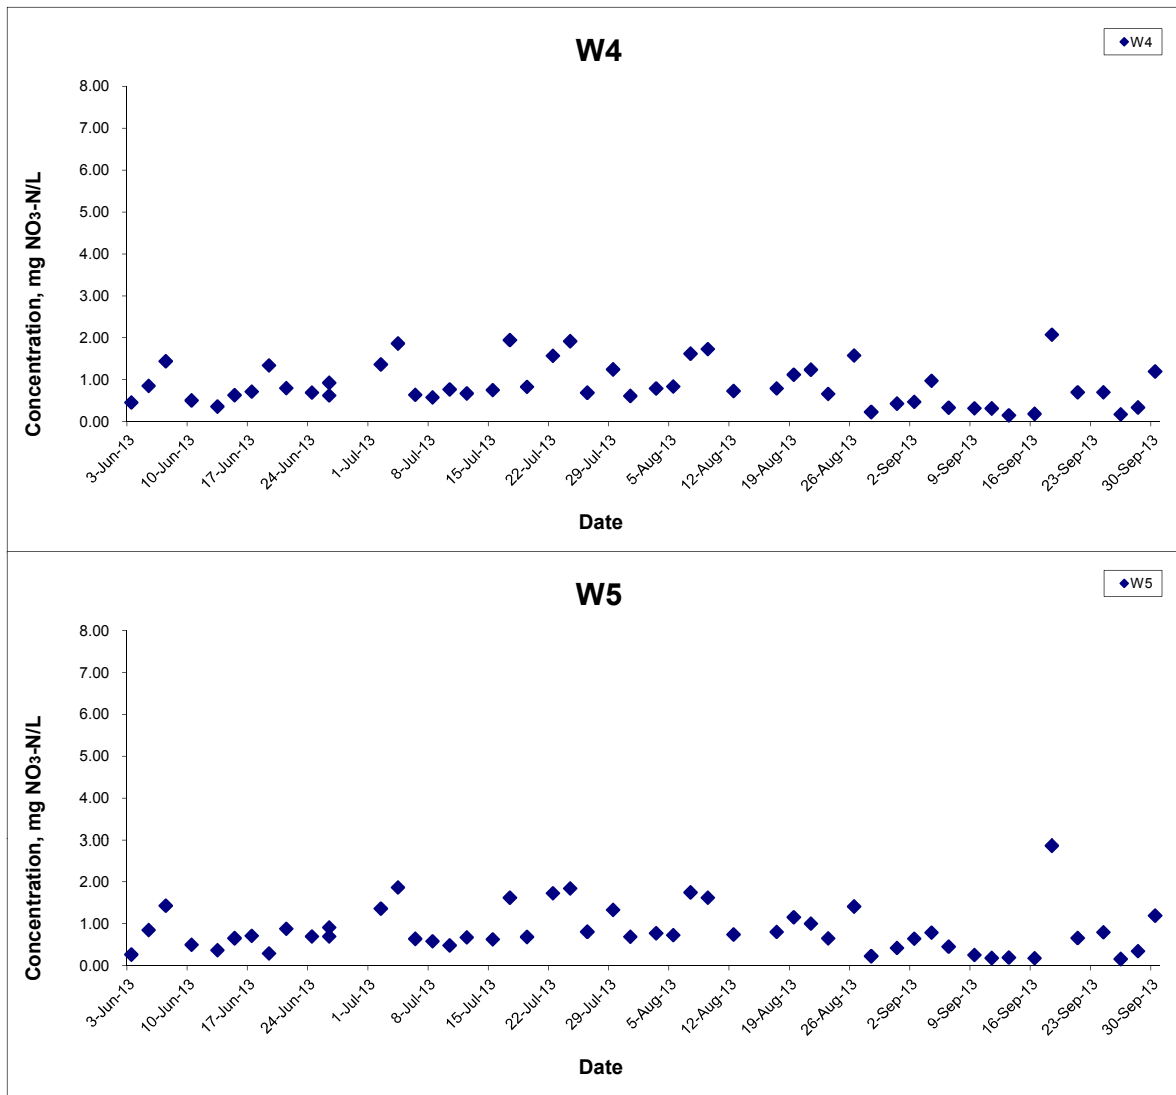 W4
W4
8.00
7.00
6.00
5.00
4.00
3.00
2.00
1.00
0.00
Concentration, mg NO3-N/L
3-Jun-13
10-Jun-13
17-Jun-13
24-Jun-13
1-Jul-13
8-Jul-13
15-Jul-13
22-Jul-13
29-Jul-13
5-Aug-13
12-Aug-13
19-Aug-13
26-Aug-13
2-Sep-13
9-Sep-13
16-Sep-13
23-Sep-13
30-Sep-13
Date
W5
W5
8.00
7.00
6.00
5.00
4.00
3.00
2.00
1.00
0.00
Concentration, mg NO3-N/L
3-Jun-13
10-Jun-13
17-Jun-13
24-Jun-13
1-Jul-13
8-Jul-13
15-Jul-13
22-Jul-13
29-Jul-13
5-Aug-13
12-Aug-13
19-Aug-13
26-Aug-13
2-Sep-13
9-Sep-13
16-Sep-13
23-Sep-13
30-Sep-13
Date